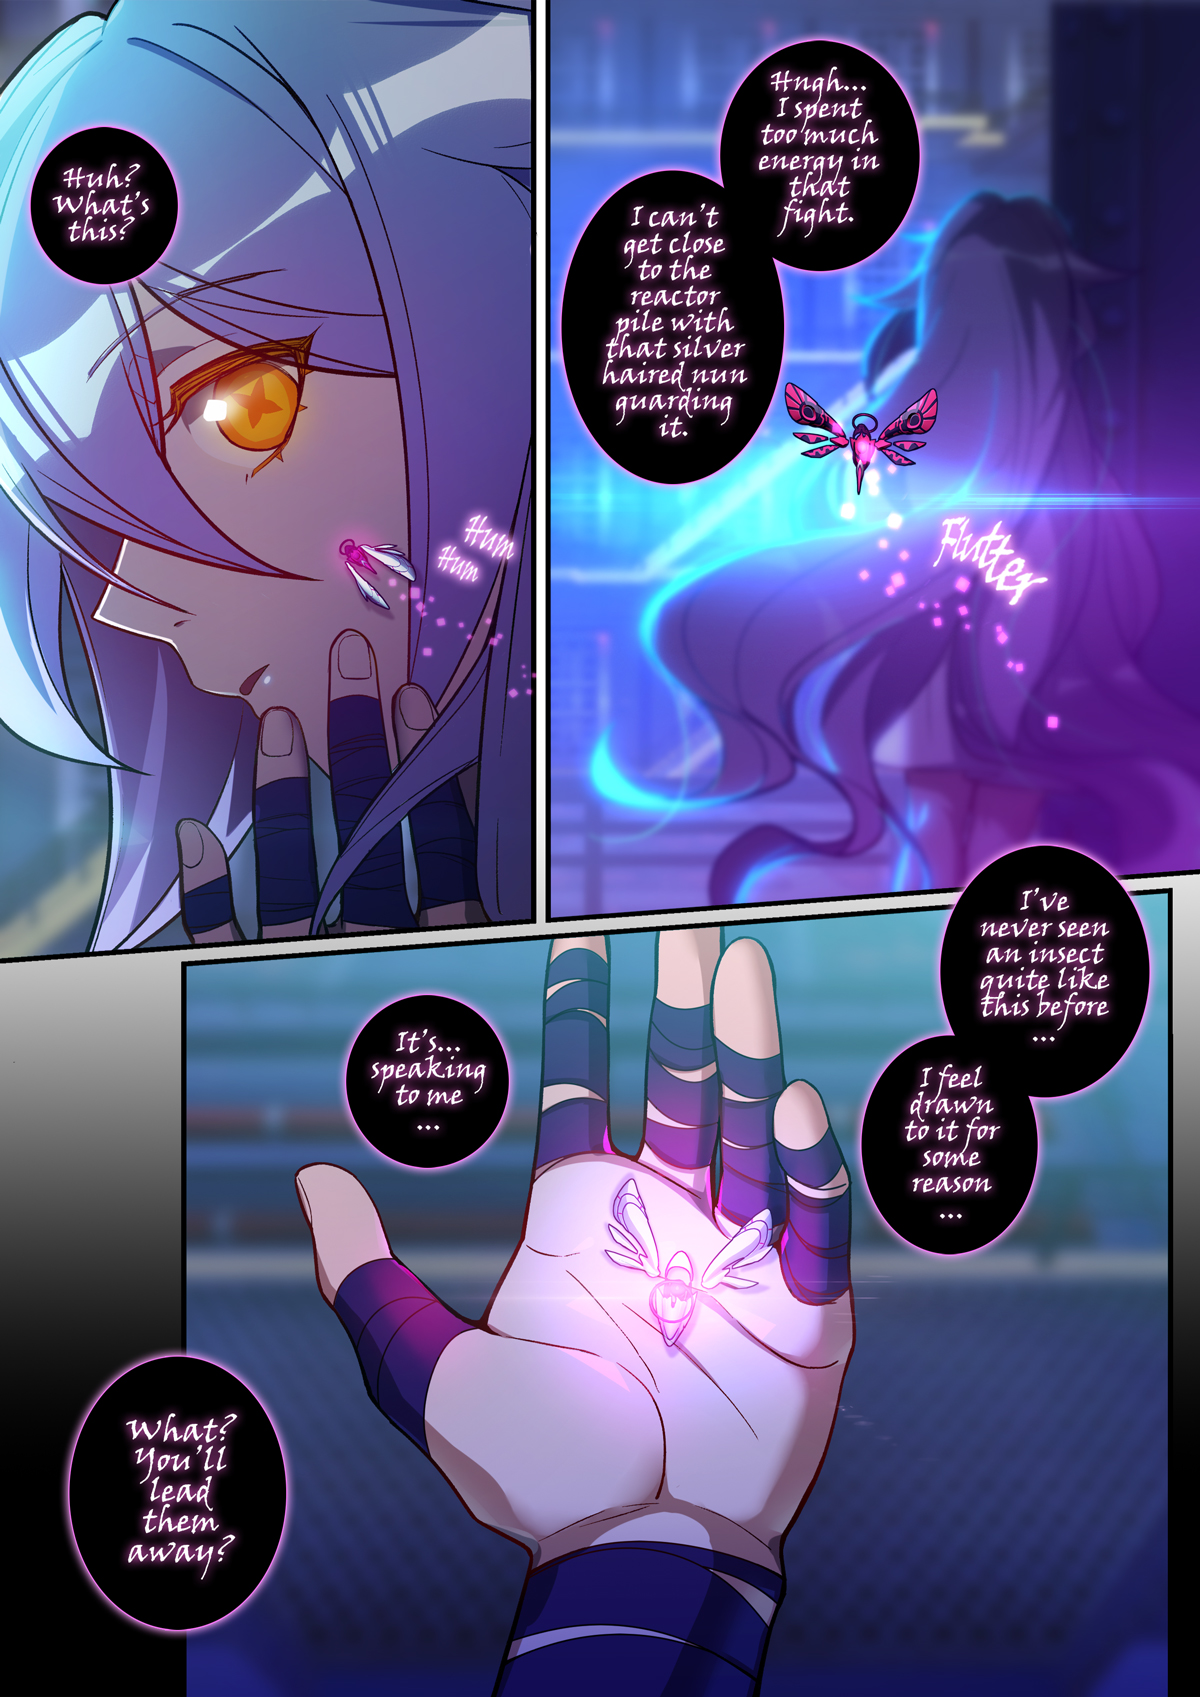 Hngh...
I spent
too much
energy in
that
fight.
I can't
get close
to the
reactor
pile with
that silver
haired nun
guarding
it.
Flutter
Huh?
What's
this?
Hum
Hum
I've
never seen
an insect
quite like
this before
...
I feel
drawn
to it for
some
reason
...
It's...
speaking
to me
...
What?
You'll
lead
them
away?